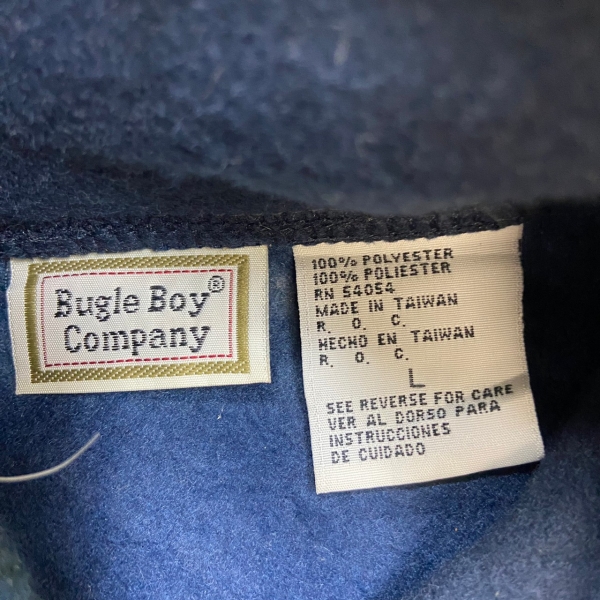 Bugle Boy®
Company
100% POLYESTER
100% POLIESTER
RN 54054
MADE IN TAIWAN
R. O. C.
HECHO EN TAIWAN
R. O. C.
L
SEE REVERSE FOR CARE
VER AL DORSO PARA
INSTRUCCIONES
DE CUIDADO